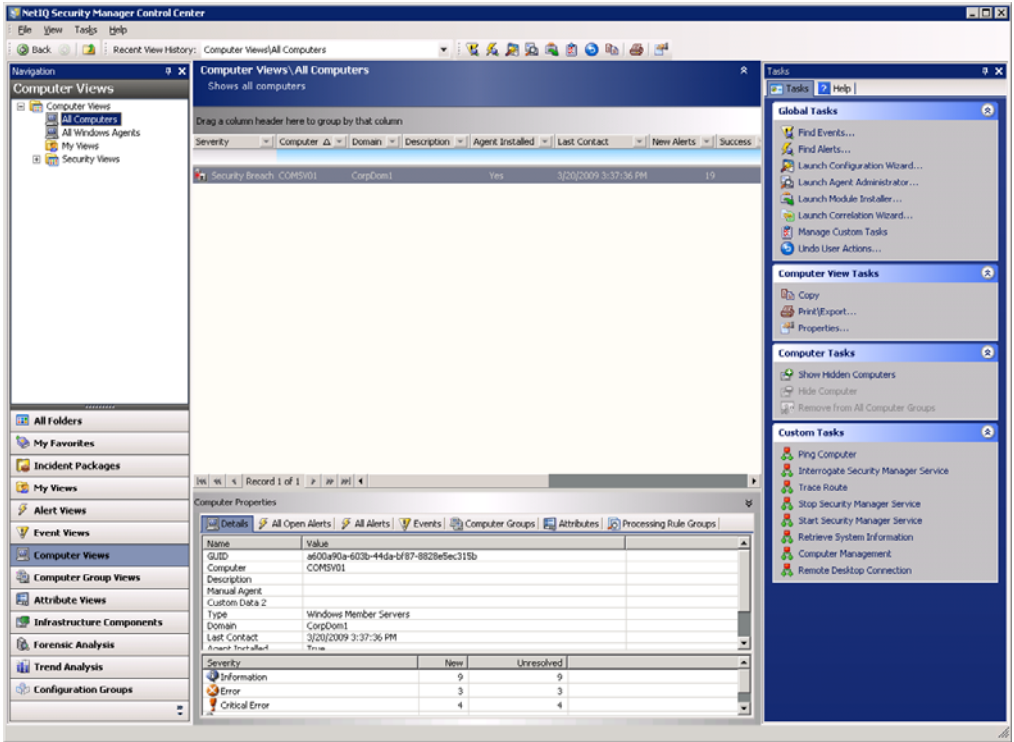 NetIQ Security Manager Control Center
File View Tasks Help
Back Recent View History: Computer Views\All Computers
Navigation
Computer Views
Computer Views
All Computers
All Windows Agents
My Views
Security Views
All Folders
My Favorites
Incident Packages
My Views
Alert Views
Event Views
Computer Views
Computer Group Views
Attribute Views
Infrastructure Components
Forensic Analysis
Trend Analysis
Configuration Groups
Computer Views\All Computers
Shows all computers
Drag a column header here to group by that column
Severity Computer Domain Description Agent Installed Last Contact New Alerts Success
Security Breach COMSV01 CorpDom1 Yes 3/20/2009 3:37:36 PM 19
Record 1 of 1
Computer Properties
Details All Open Alerts All Alerts Events Computer Groups Attributes Processing Rule Groups
Name Value
GUID a600a90a-603b-44da-bf87-8828e5ec315b
Computer COMSV01
Description
Manual Agent
Custom Data 2
Type Windows Member Servers
Domain CorpDom1
Last Contact 3/20/2009 3:37:36 PM
Agent Installed True
Severity New Unresolved
Information 9 9
Error 3 3
Critical Error 4 4
Tasks
Tasks Help
Global Tasks
Find Events...
Find Alerts...
Launch Configuration Wizard...
Launch Agent Administrator...
Launch Module Installer...
Launch Correlation Wizard...
Manage Custom Tasks
Undo User Actions...
Computer View Tasks
Copy
Print\Export...
Properties...
Computer Tasks
Show Hidden Computers
Hide Computer
Remove from All Computer Groups
Custom Tasks
Ping Computer
Interrogate Security Manager Service
Trace Route
Stop Security Manager Service
Start Security Manager Service
Retrieve System Information
Computer Management
Remote Desktop Connection